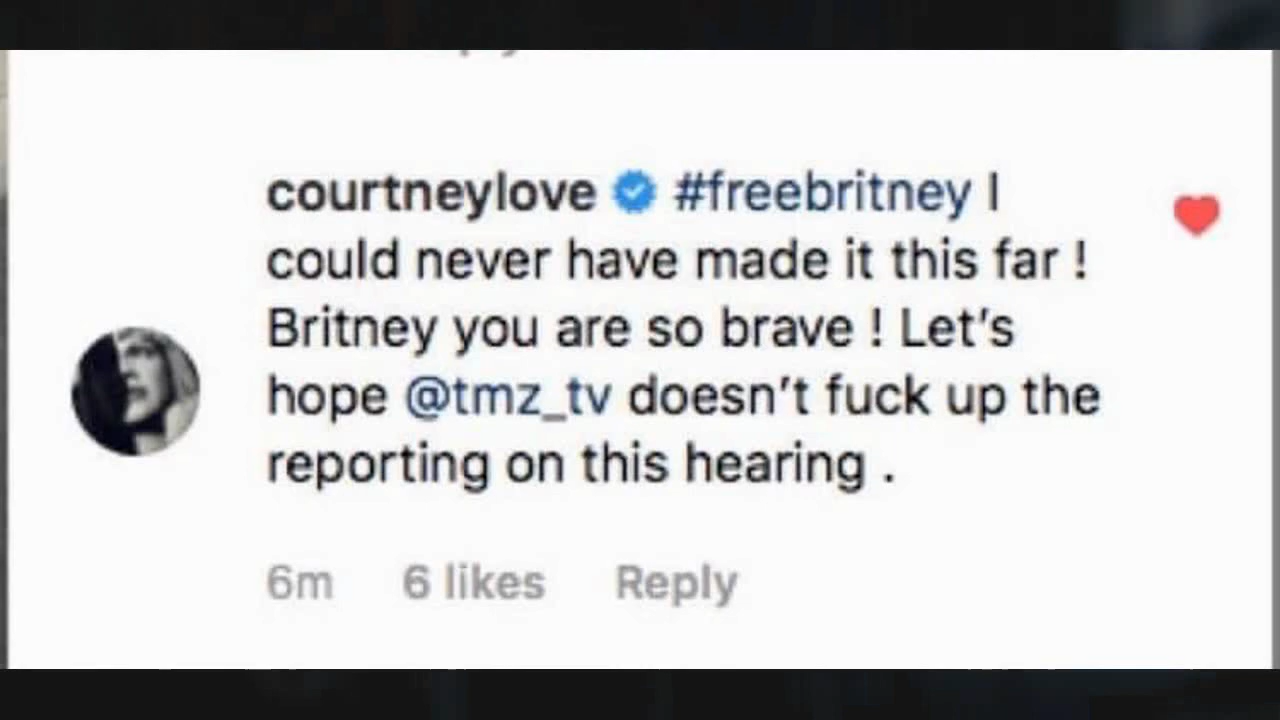 courtneylove #freebritney I
could never have made it this far !
Britney you are so brave ! Let's
hope @tmz_tv doesn't fuck up the
reporting on this hearing .
6m 6 likes Reply